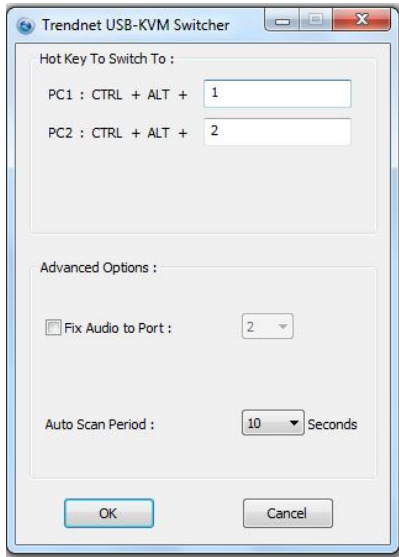 Trendnet USB-KVM Switcher
Hot Key To Switch To :
PC1 : CTRL + ALT + 1
PC2 : CTRL + ALT + 2
Advanced Options :
Fix Audio to Port : 2
Auto Scan Period : 10 Seconds
OK Cancel